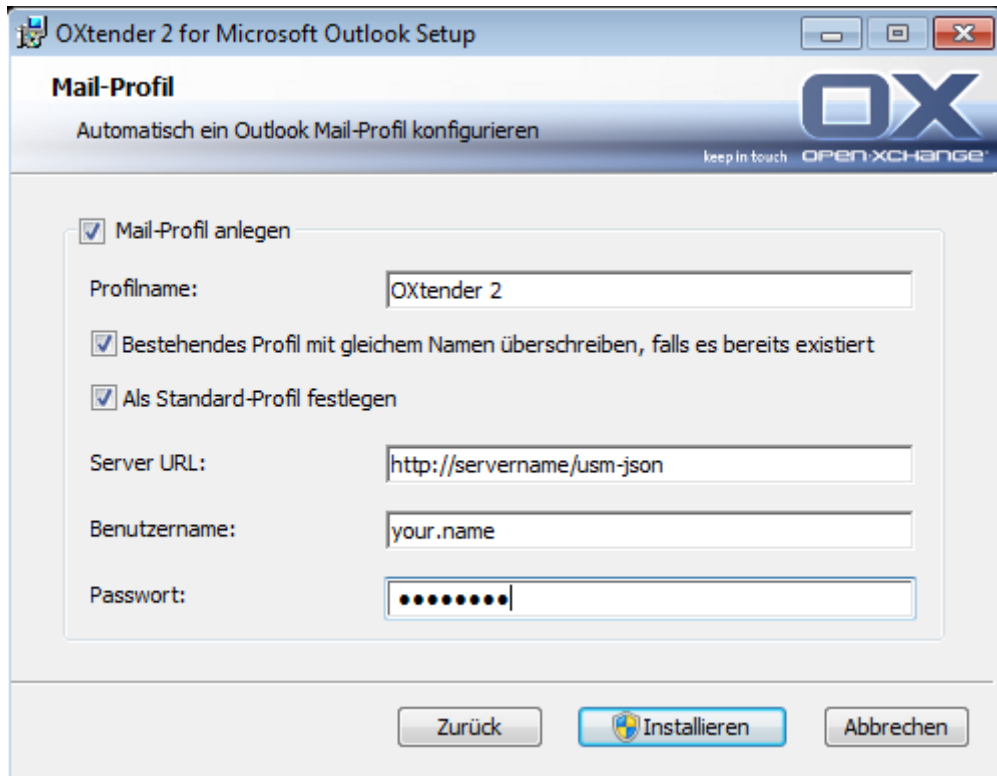 OXtender 2 for Microsoft Outlook Setup
Mail-Profil
Automatisch ein Outlook Mail-Profil konfigurieren
OX
keep in touch OPEN-XCHANGE
Mail-Profil anlegen
Profilname: OXtender 2
Bestehendes Profil mit gleichem Namen überschreiben, falls es bereits existiert
Als Standard-Profil festlegen
Server URL: http://servername/usm-json
Benutzername: your.name
Passwort: ●●●●●●●●
Zurück Installieren Abbrechen